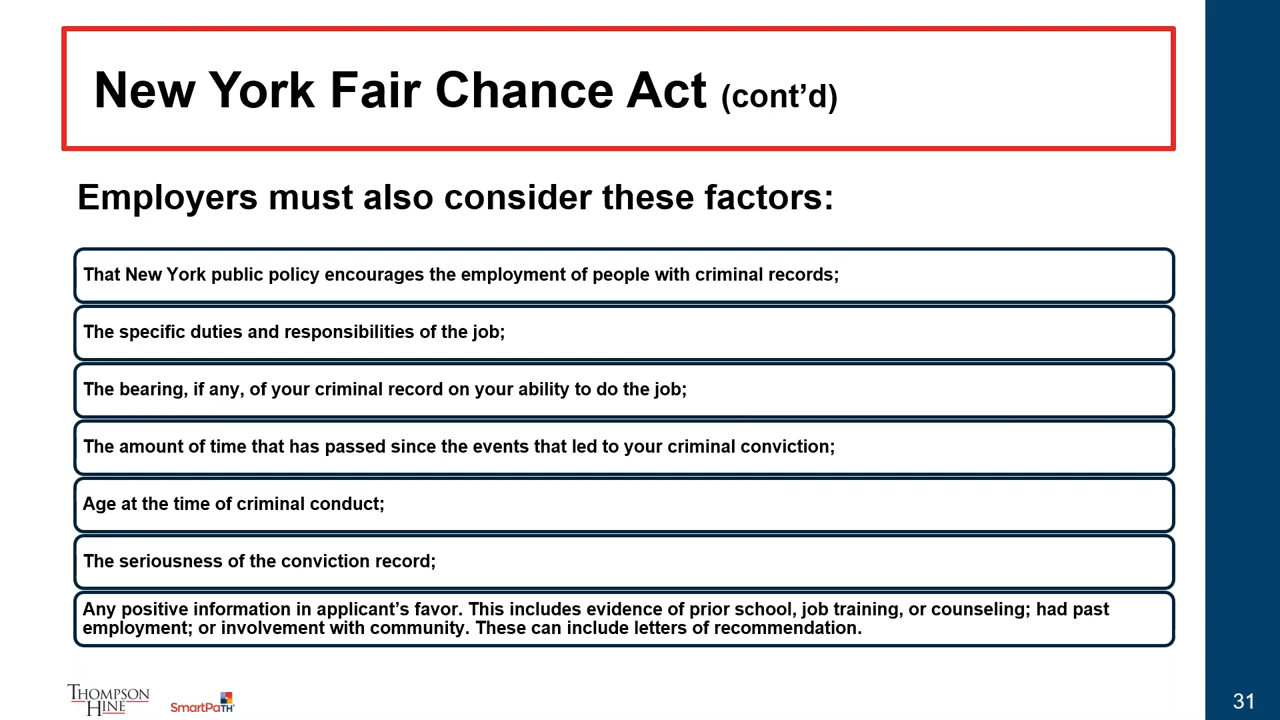 New York Fair Chance Act (cont’d)
Employers must also consider these factors:
That New York public policy encourages the employment of people with criminal records;
The specific duties and responsibilities of the job;
The bearing, if any, of your criminal record on your ability to do the job;
The amount of time that has passed since the events that led to your criminal conviction;
Age at the time of criminal conduct;
The seriousness of the conviction record;
Any positive information in applicant’s favor. This includes evidence of prior school, job training, or counseling; had past
employment; or involvement with community. These can include letters of recommendation.
THOMPSON
HINE
SmartPaTH
31